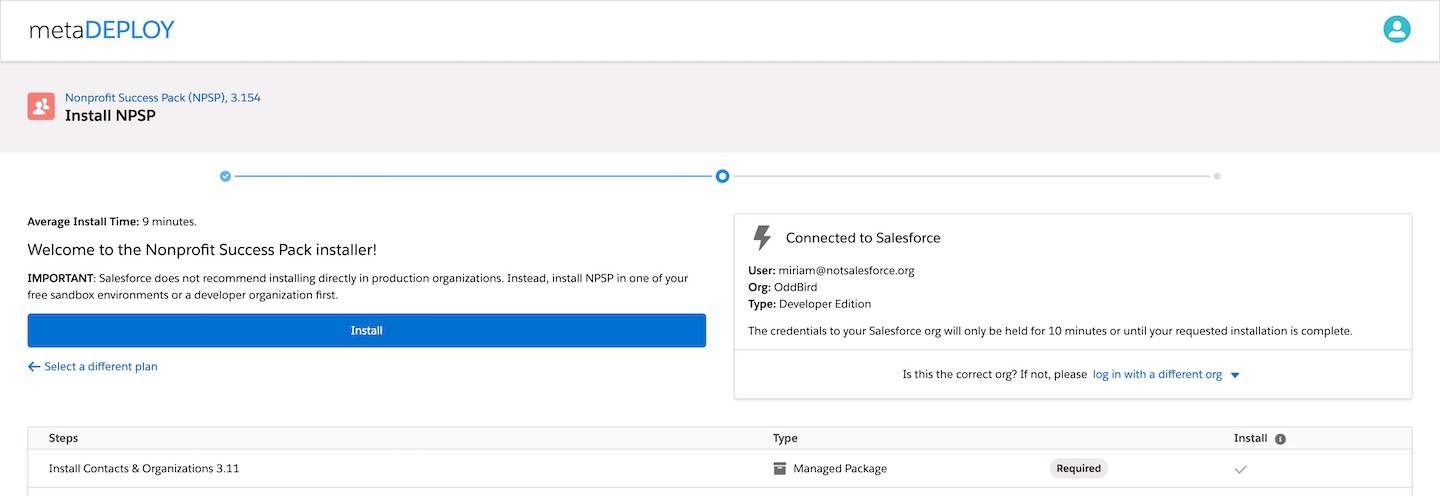 metaDEPLOY
Nonprofit Success Pack (NPSP), 3.154
Install NPSP
Average Install Time: 9 minutes.
Welcome to the Nonprofit Success Pack installer!
IMPORTANT: Salesforce does not recommend installing directly in production organizations. Instead, install NPSP in one of your
free sandbox environments or a developer organization first.
Install
Select a different plan
Connected to Salesforce
User: miriam@notsalesforce.org
Org: OddBird
Type: Developer Edition
The credentials to your Salesforce org will only be held for 10 minutes or until your requested installation is complete.
Is this the correct org? If not, please log in with a different org
Steps Type Install
Install Contacts & Organizations 3.11 Managed Package Required